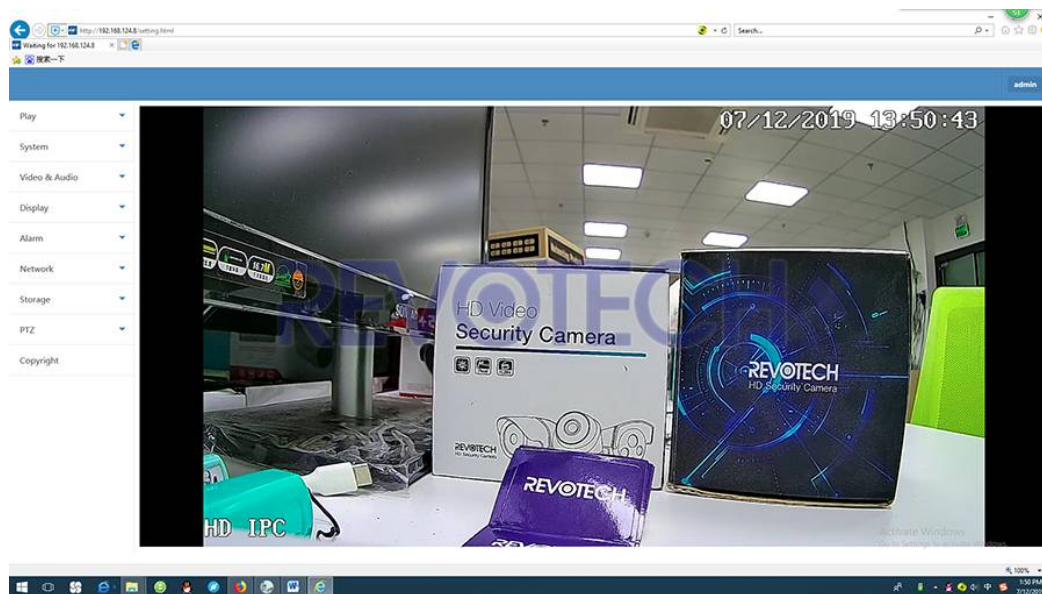 51
http://192.168.124.8/setting.html
Search...
Waiting for 192.168.124.8
搜索一下
admin
Play
System
Video & Audio
Display
Alarm
Network
Storage
PTZ
Copyright
07/12/2019 13:50:43
REVOTECH
HD Video
Security Camera
REVOTECH
HD Security Camera
REVOTECH
HD Security Camera
REVOTECH
HD IPC
Activate Windows
Go to Settings to activate Windows.
100%
中
1:50 PM